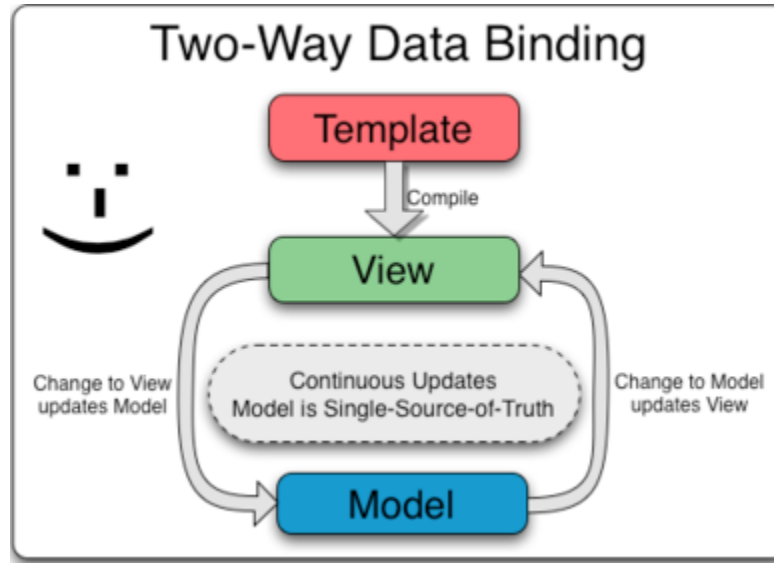 Two-Way Data Binding
Template
Compile
View
Change to View
updates Model
Continuous Updates
Model is Single-Source-of-Truth
Change to Model
updates View
Model